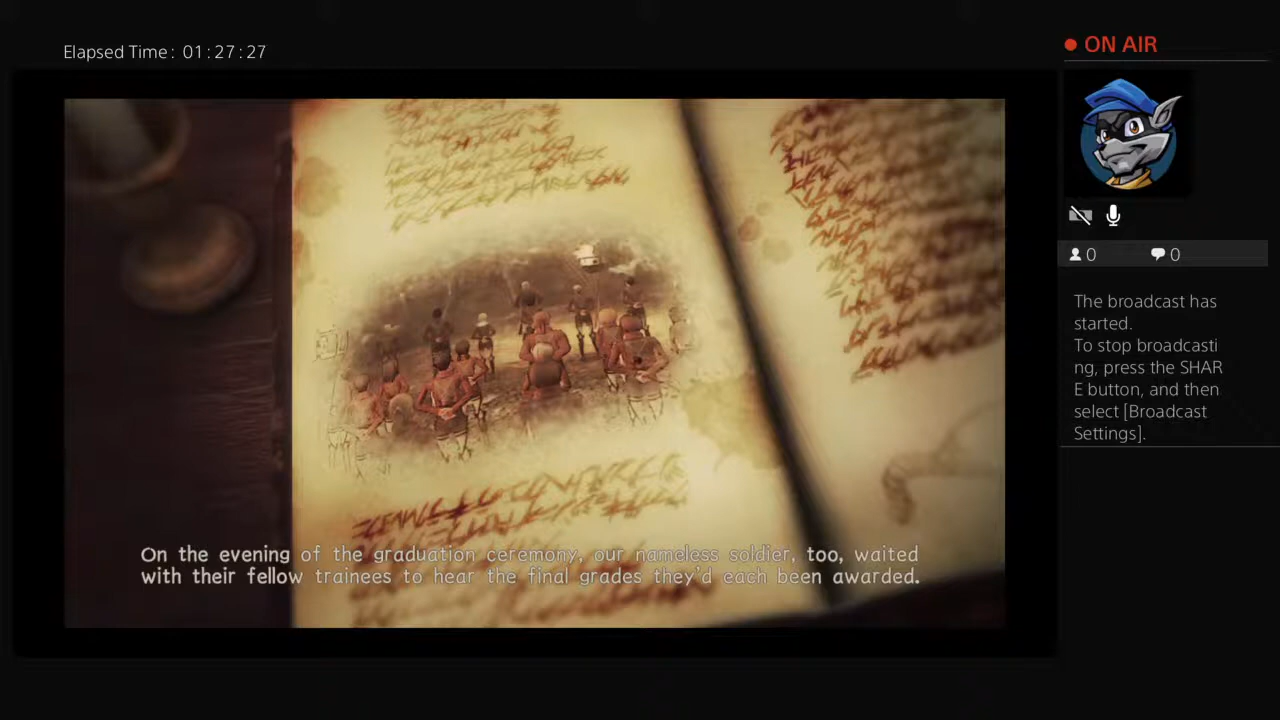 Elapsed Time: 01:27:27
ON AIR
0
0
The broadcast has
started.
To stop broadcasti
ng, press the SHAR
E button, and then
select [Broadcast
Settings].
On the evening of the graduation ceremony, our nameless soldier, too, waited
with their fellow trainees to hear the final grades they'd each been awarded.